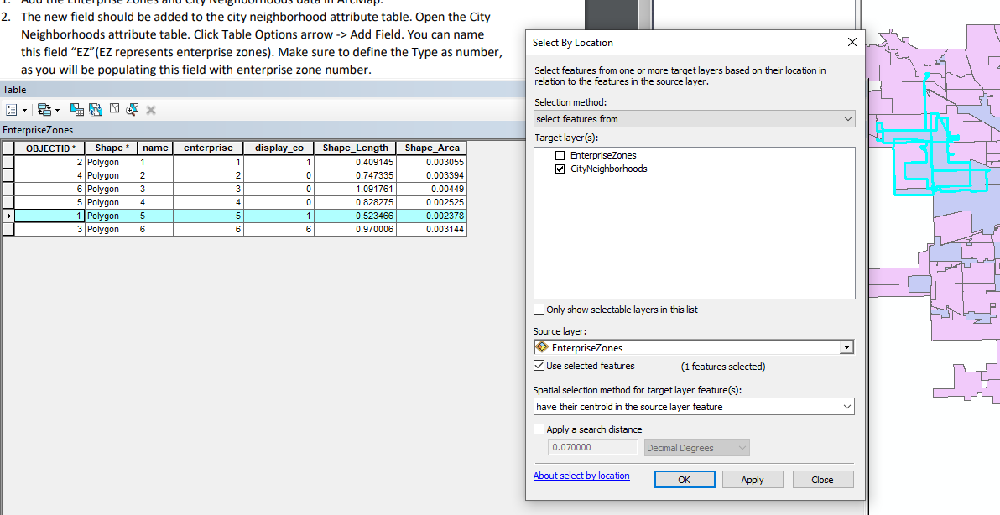 1. Add the Enterprise Zones and City Neighborhoods data in ArcMap.
2. The new field should be added to the city neighborhood attribute table. Open the City
Neighborhoods attribute table. Click Table Options arrow -> Add Field. You can name
this field “EZ”(EZ represents enterprise zones). Make sure to define the Type as number,
as you will be populating this field with enterprise zone number.
Table
EnterpriseZones
OBJECTID * Shape * name enterprise display_co Shape_Length Shape_Area
2 Polygon 1 1 1 0.409145 0.003055
4 Polygon 2 2 0 0.747335 0.003394
6 Polygon 3 3 0 1.091761 0.00449
5 Polygon 4 4 0 0.828275 0.002525
1 Polygon 5 5 1 0.523466 0.002378
3 Polygon 6 6 6 0.970006 0.003144
Select By Location
Select features from one or more target layers based on their location in
relation to the features in the source layer.
Selection method:
select features from
Target layer(s):
EnterpriseZones
CityNeighborhoods
Only show selectable layers in this list
Source layer:
EnterpriseZones
Use selected features (1 features selected)
Spatial selection method for target layer feature(s):
have their centroid in the source layer feature
Apply a search distance
0.070000 Decimal Degrees
About select by location OK Apply Close